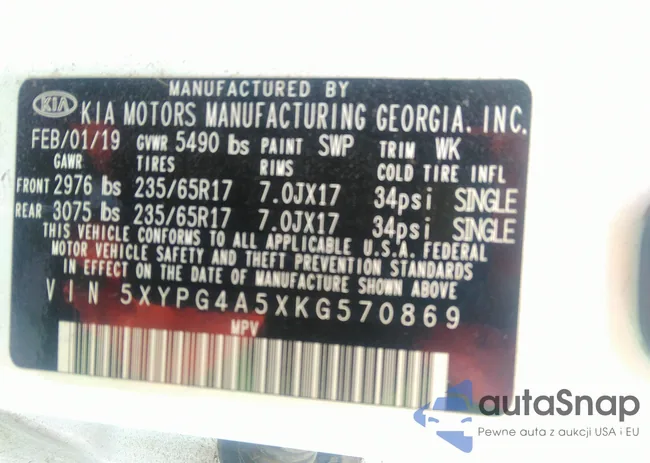 MANUFACTURED BY
KIA KIA MOTORS MANUFACTURING GEORGIA, INC.
FEB/01/19 GVWR 5490 lbs PAINT SWP TRIM WK
GAWR TIRES RIMS COLD TIRE INFL
FRONT 2976 lbs 235/65R17 7.0JX17 34psi SINGLE
REAR 3075 lbs 235/65R17 7.0JX17 34psi SINGLE
THIS VEHICLE CONFORMS TO ALL APPLICABLE U.S.A. FEDERAL
MOTOR VEHICLE SAFETY AND THEFT PREVENTION STANDARDS
IN EFFECT ON THE DATE OF MANUFACTURE SHOWN ABOVE.
VIN 5XYPG4A5XKG570869
MPV
autaSnap
Pewne auta z aukcji USA i EU